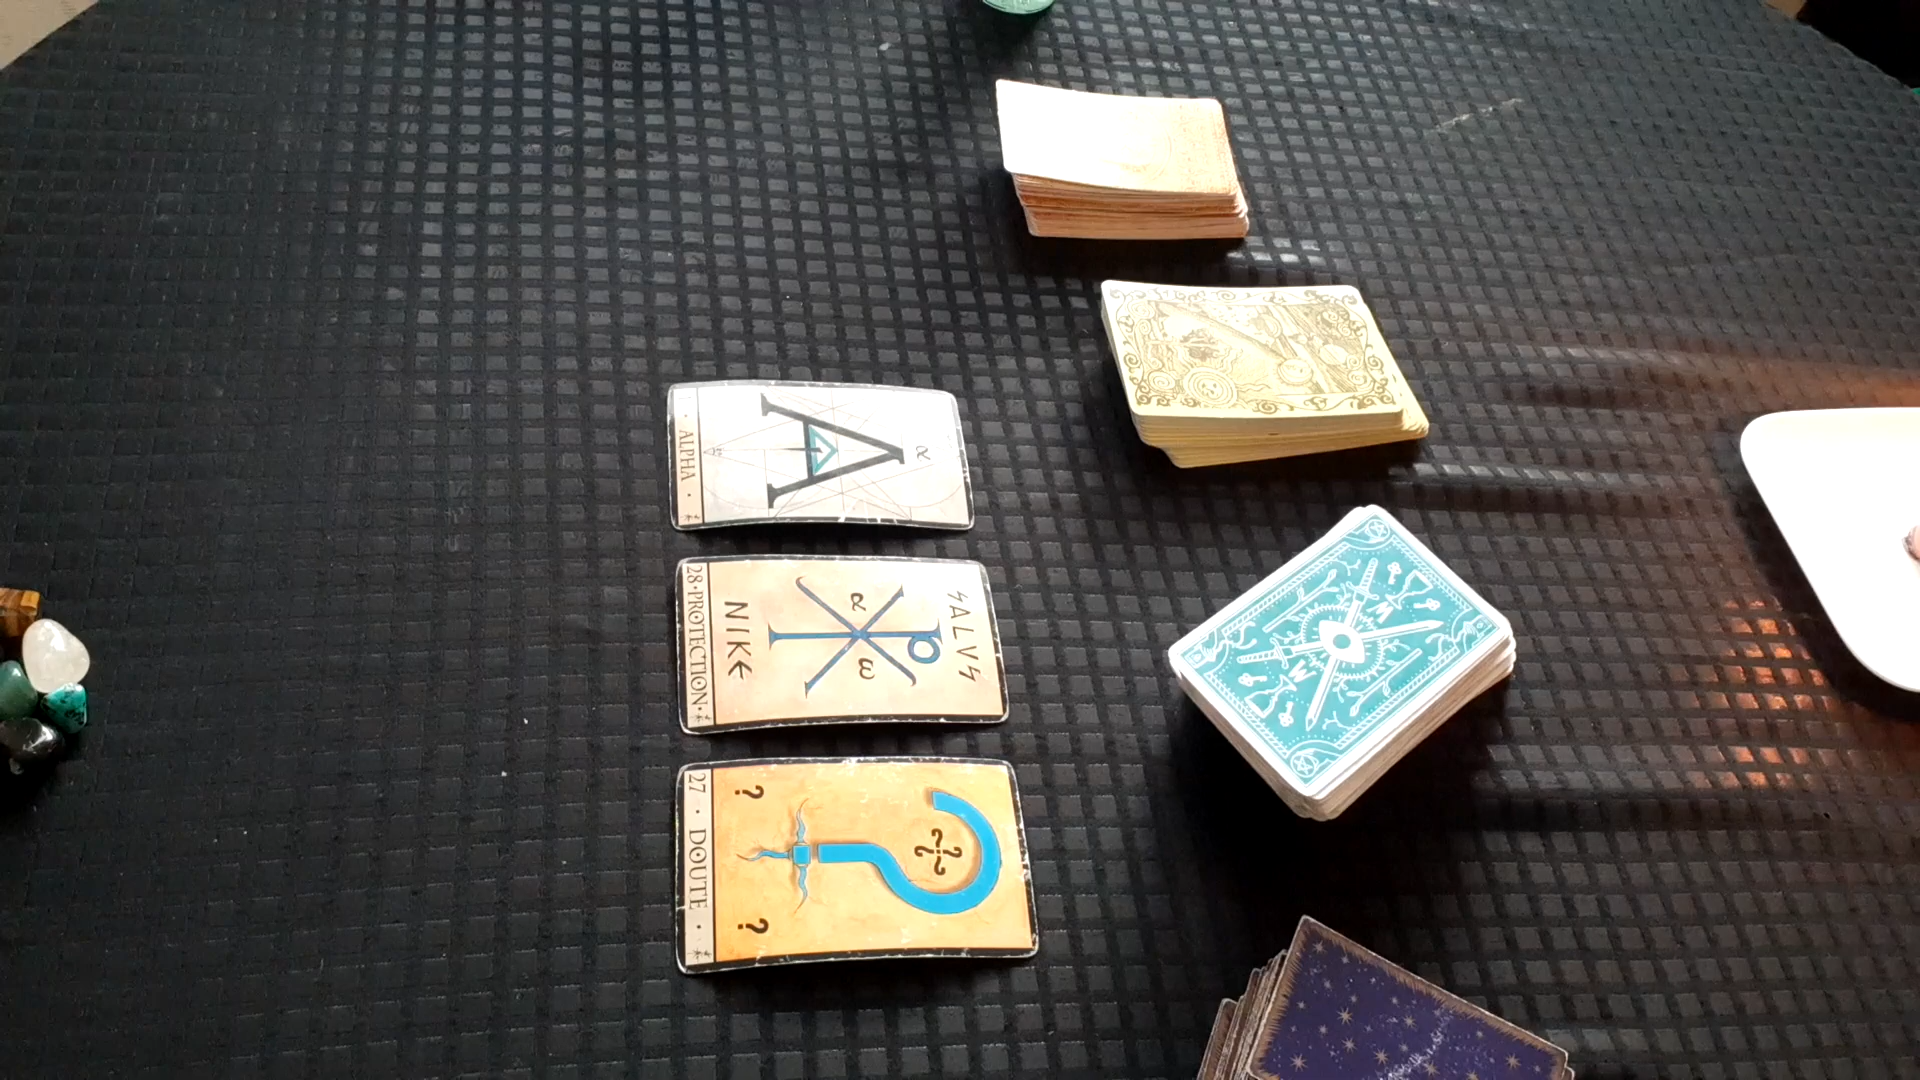 α
A
· ALPHA ·
SALVS
α
ω
NIKE
28·PROTECTION·
?
?
27 · DOUTE ·
M
M